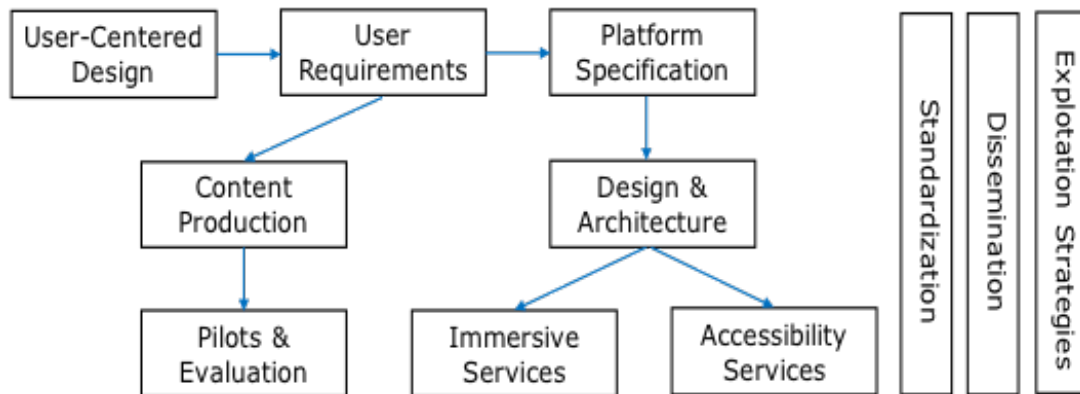 User-Centered
Design
User
Requirements
Platform
Specification
Content
Production
Design &
Architecture
Pilots &
Evaluation
Immersive
Services
Accessibility
Services
Standardization
Dissemination
Explotation Strategies